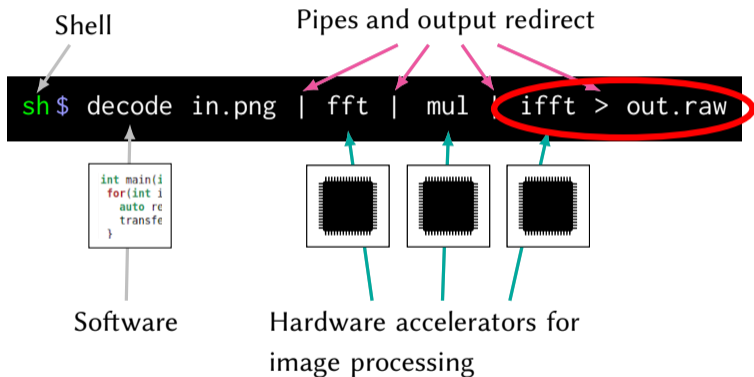 Shell
Pipes and output redirect
sh$ decode in.png | fft | mul | ifft > out.raw
int main(i
for(int i
auto re
transfe
}
Software
Hardware accelerators for
image processing